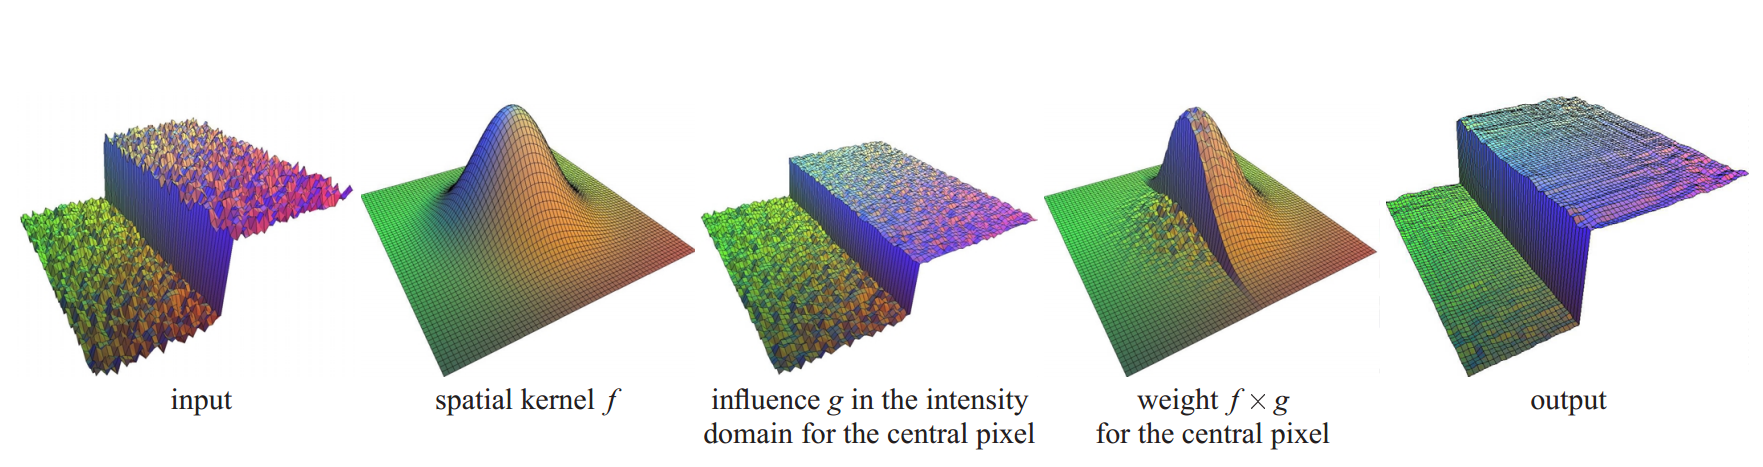 input
spatial kernel f
influence g in the intensity
domain for the central pixel
weight f × g
for the central pixel
output